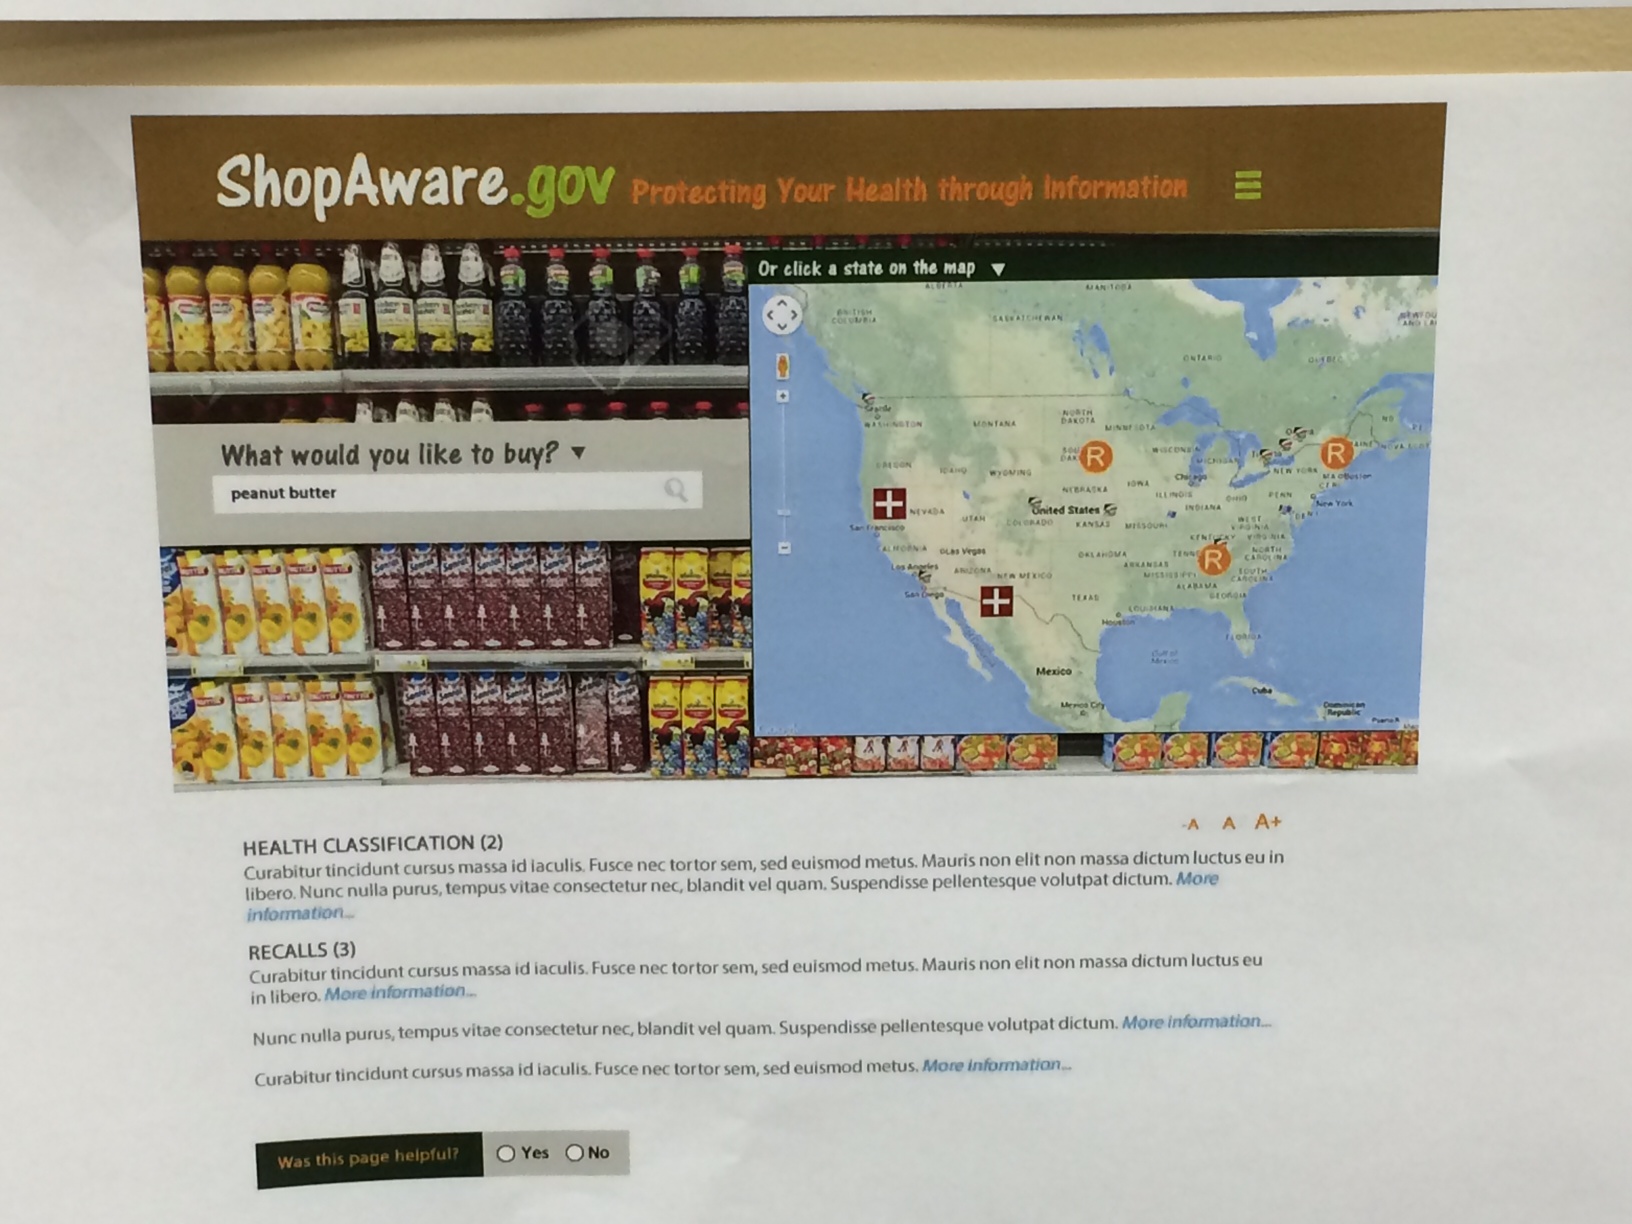 ShopAware.gov Protecting Your Health through Information
Or click a state on the map
What would you like to buy?
peanut butter
ALBERTA
MANITOBA
BRITISH
COLUMBIA
SASKATCHEWAN
ONTARIO
QUEBEC
Seattle
WASHINGTON
MONTANA
NORTH
DAKOTA
MINNESOTA
R
R
OREGON
IDAHO
WYOMING
WISCONSIN
MICHIGAN
NEW YORK
Boston
NEBRASKA
IOWA
Chicago
ILLINOIS
OHIO
PENN
New York
NEVADA
UTAH
United States
COLORADO
KANSAS
MISSOURI
INDIANA
WEST
VIRGINIA
San Francisco
KENTUCKY
VIRGINIA
CALIFORNIA
Las Vegas
OKLAHOMA
TENN
R
NORTH
CAROLINA
Los Angeles
ARIZONA
NEW MEXICO
ARKANSAS
MISSISSIPPI
SOUTH
CAROLINA
ALABAMA
San Diego
TEXAS
GEORGIA
LOUISIANA
Houston
FLORIDA
Gulf of
Mexico
Mexico
Cuba
Mexico City
Dominican
Republic
-A A A+
HEALTH CLASSIFICATION (2)
Curabitur tincidunt cursus massa id iaculis. Fusce nec tortor sem, sed euismod metus. Mauris non elit non massa dictum luctus eu in
libero. Nunc nulla purus, tempus vitae consectetur nec, blandit vel quam. Suspendisse pellentesque volutpat dictum. More
information...
RECALLS (3)
Curabitur tincidunt cursus massa id iaculis. Fusce nec tortor sem, sed euismod metus. Mauris non elit non massa dictum luctus eu
in libero. More information...
Nunc nulla purus, tempus vitae consectetur nec, blandit vel quam. Suspendisse pellentesque volutpat dictum. More information...
Curabitur tincidunt cursus massa id iaculis. Fusce nec tortor sem, sed euismod metus. More information...
Was this page helpful? Yes No